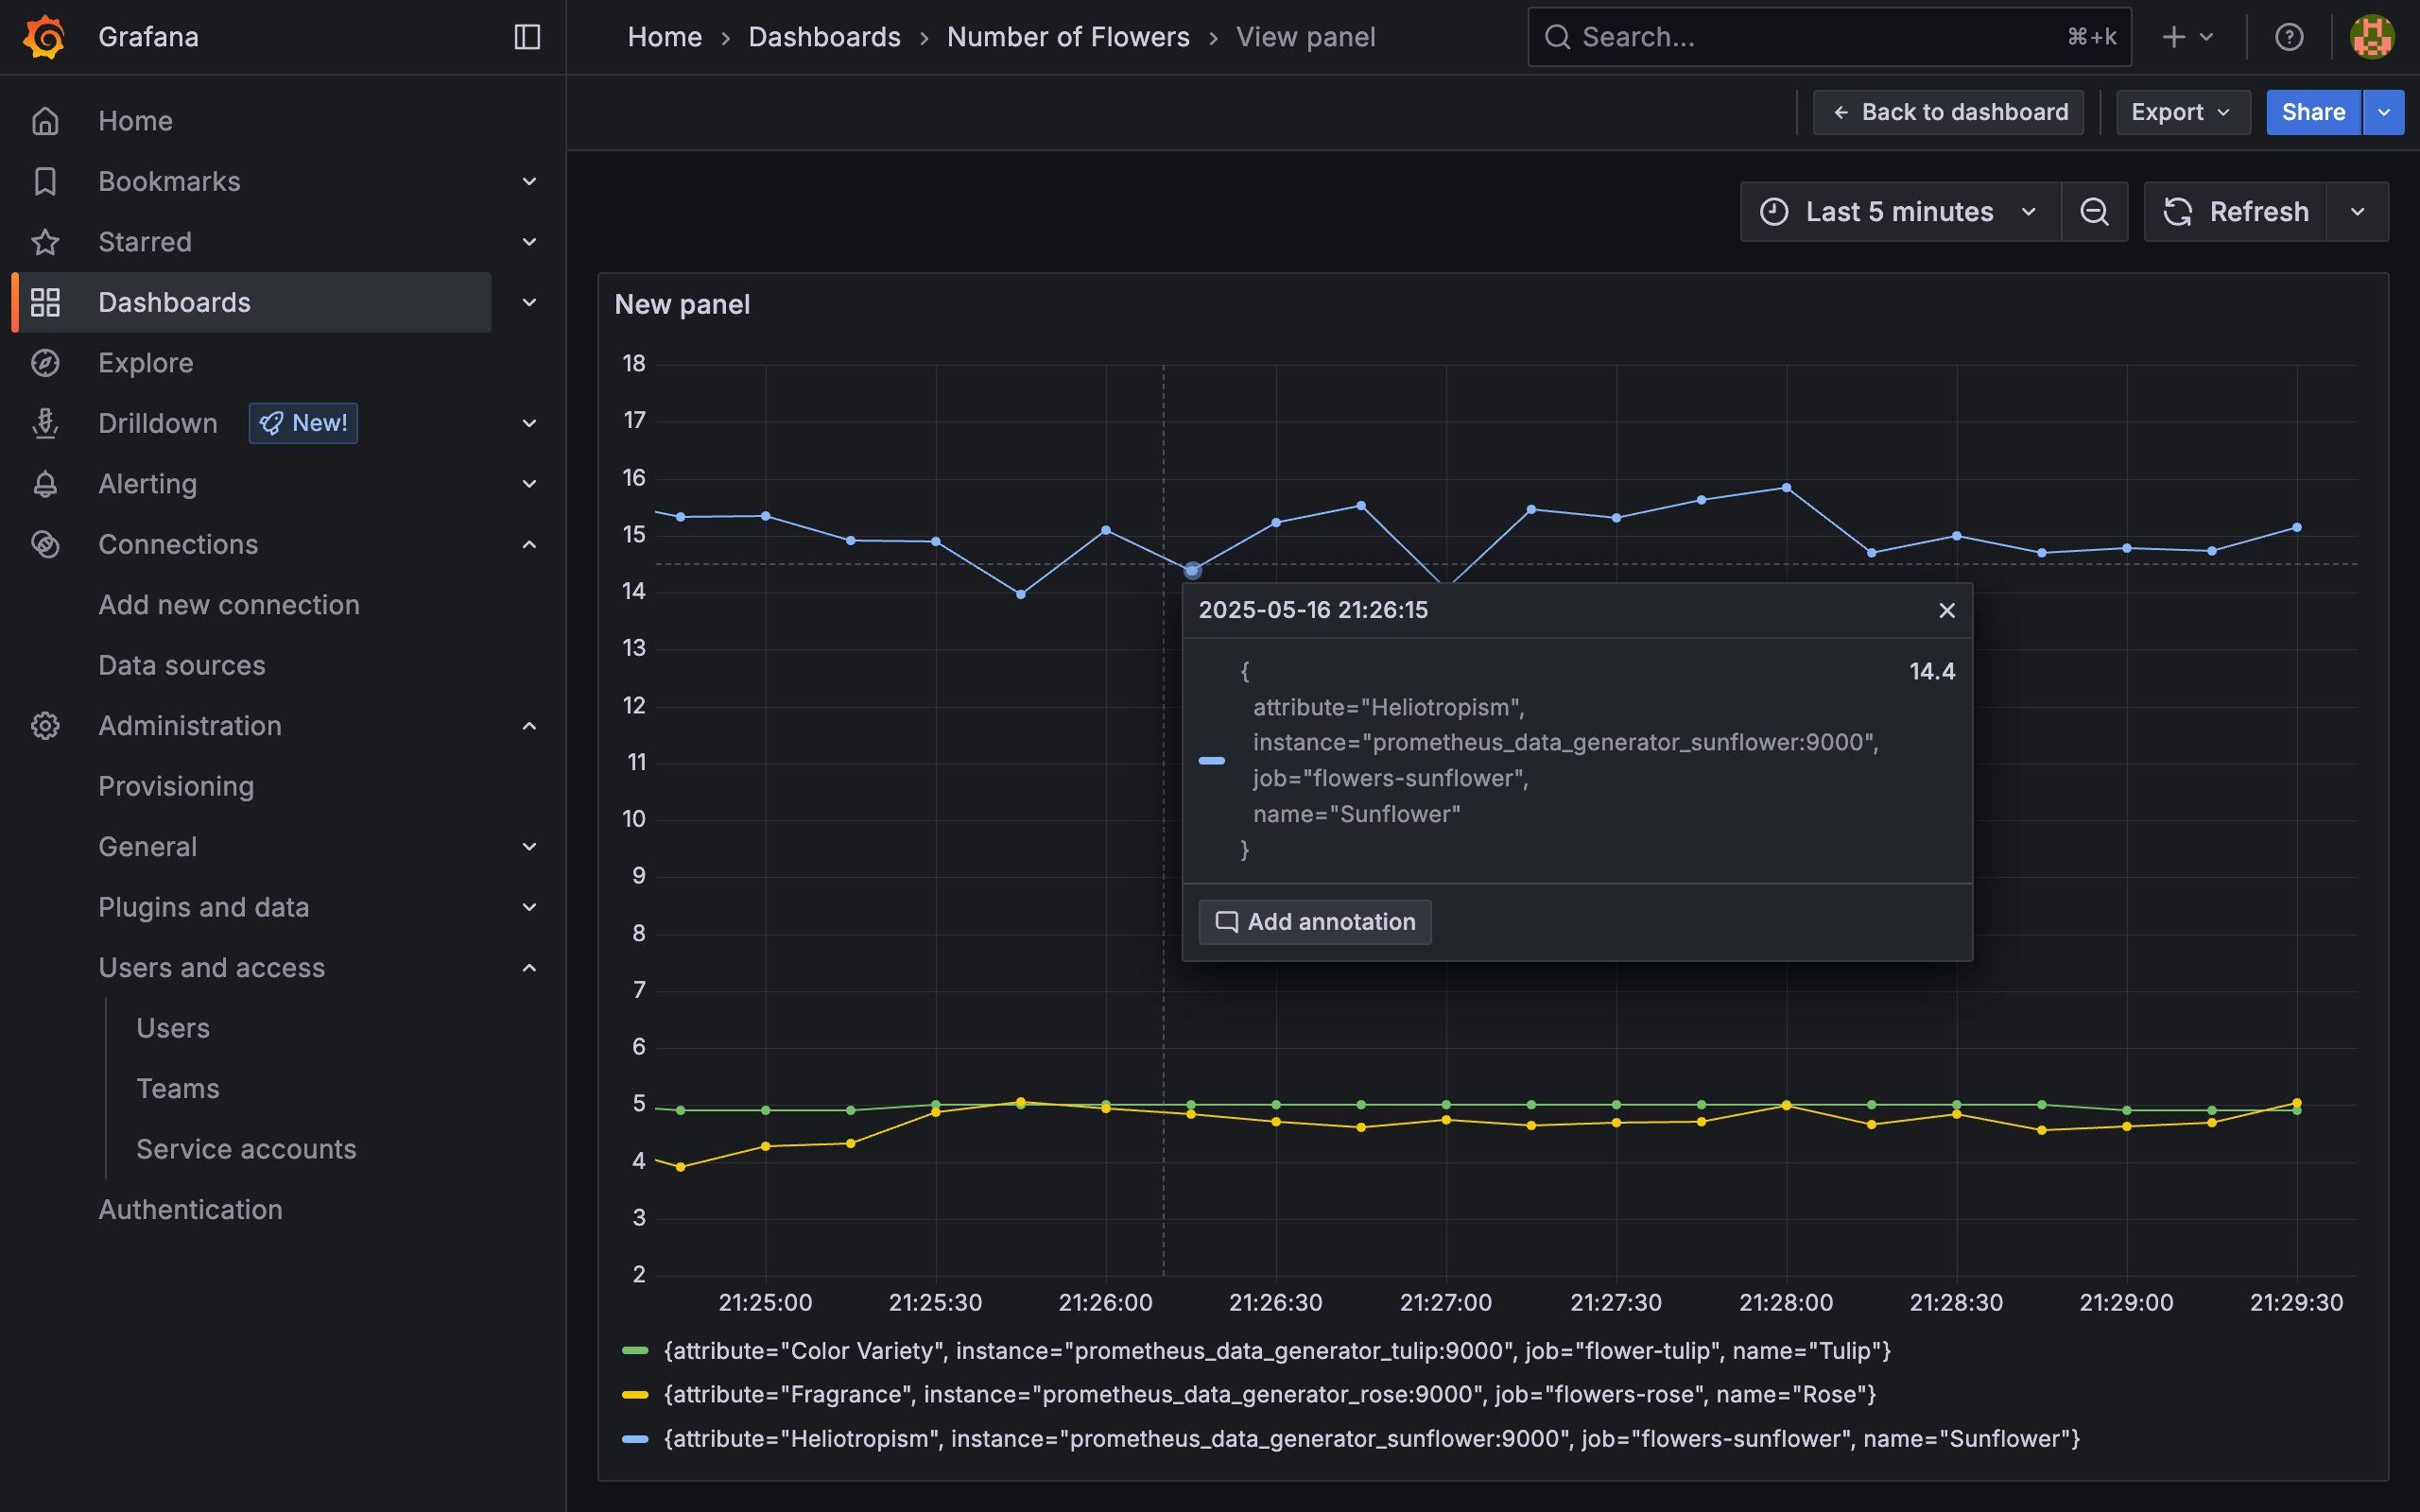 Grafana
Home › Dashboards › Number of Flowers › View panel
Search...
⌘+k
Back to dashboard
Export
Share
Home
Bookmarks
Starred
Dashboards
Explore
Drilldown
New!
Alerting
Connections
Add new connection
Data sources
Administration
Provisioning
General
Plugins and data
Users and access
Users
Teams
Service accounts
Authentication
Last 5 minutes
Refresh
New panel
18
17
16
15
14
13
12
11
10
9
8
7
6
5
4
3
2
2025-05-16 21:26:15
{
14.4
attribute="Heliotropism",
instance="prometheus_data_generator_sunflower:9000",
job="flowers-sunflower",
name="Sunflower"
}
Add annotation
21:25:00 21:25:30 21:26:00 21:26:30 21:27:00 21:27:30 21:28:00 21:28:30 21:29:00 21:29:30
{attribute="Color Variety", instance="prometheus_data_generator_tulip:9000", job="flower-tulip", name="Tulip"}
{attribute="Fragrance", instance="prometheus_data_generator_rose:9000", job="flowers-rose", name="Rose"}
{attribute="Heliotropism", instance="prometheus_data_generator_sunflower:9000", job="flowers-sunflower", name="Sunflower"}